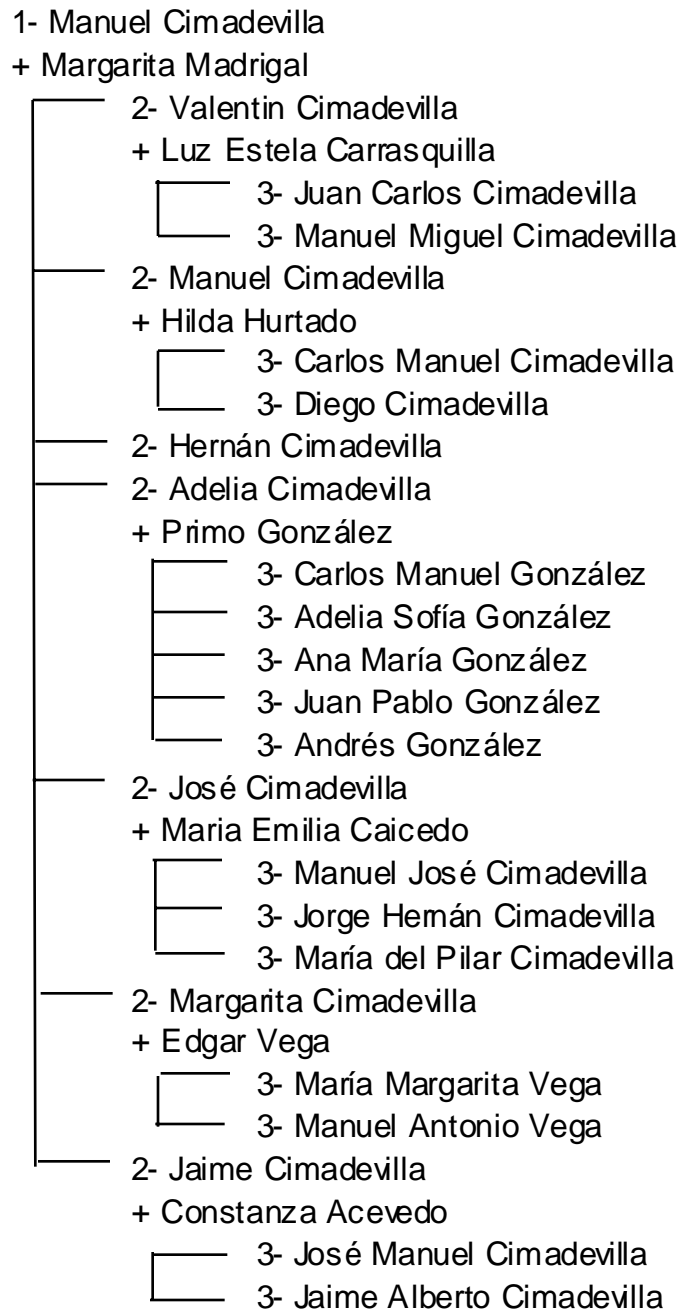 1- Manuel Cimadevilla
+ Margarita Madrigal
2- Valentin Cimadevilla
+ Luz Estela Carrasquilla
3- Juan Carlos Cimadevilla
3- Manuel Miguel Cimadevilla
2- Manuel Cimadevilla
+ Hilda Hurtado
3- Carlos Manuel Cimadevilla
3- Diego Cimadevilla
2- Hernán Cimadevilla
2- Adelia Cimadevilla
+ Primo González
3- Carlos Manuel González
3- Adelia Sofía González
3- Ana María González
3- Juan Pablo González
3- Andrés González
2- José Cimadevilla
+ Maria Emilia Caicedo
3- Manuel José Cimadevilla
3- Jorge Hernán Cimadevilla
3- María del Pilar Cimadevilla
2- Margarita Cimadevilla
+ Edgar Vega
3- María Margarita Vega
3- Manuel Antonio Vega
2- Jaime Cimadevilla
+ Constanza Acevedo
3- José Manuel Cimadevilla
3- Jaime Alberto Cimadevilla